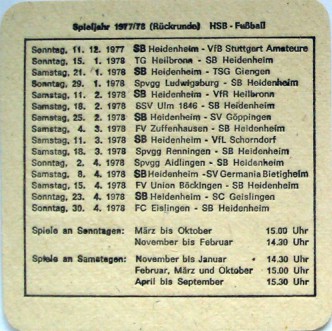 Spieljahr 1977/78 (Rückrunde) HSB - Fußball
Sonntag, 11. 12. 1977 SB Heidenheim - VfB Stuttgart Amateure
Sonntag, 15. 1. 1978 TG Heilbronn - SB Heidenheim
Samstag, 21. 1. 1978 SB Heidenheim - TSG Giengen
Sonntag, 29. 1. 1978 Spvgg Ludwigsburg - SB Heidenheim
Samstag, 11. 2. 1978 SB Heidenheim - VfR Heilbronn
Samstag, 18. 2. 1978 BSV Ulm 1846 - SB Heidenheim
Samstag, 25. 2. 1978 SB Heidenheim - SV Göppingen
Samstag, 4. 3. 1978 FV Zuffenhausen - SB Heidenheim
Samstag, 11. 3. 1978 SB Heidenheim - VfL Schorndorf
Samstag, 18. 3. 1978 Spvgg Renningen - SB Heidenheim
Sonntag, 2. 4. 1978 Spvgg Aidlingen - SB Heidenheim
Samstag, 8. 4. 1978 SB Heidenheim - SV Germania Bietigheim
Samstag, 15. 4. 1978 FV Union Böckingen - SB Heidenheim
Sonntag, 23. 4. 1978 SB Heidenheim - SC Geislingen
Sonntag, 30. 4. 1978 FC Eislingen - SB Heidenheim
Spiele an Sonntagen: März bis Oktober 15.00 Uhr
November bis Februar 14.30 Uhr
Spiele an Samstagen: November bis Januar 14.30 Uhr
Februar, März und Oktober 15.00 Uhr
April bis September 15.30 Uhr